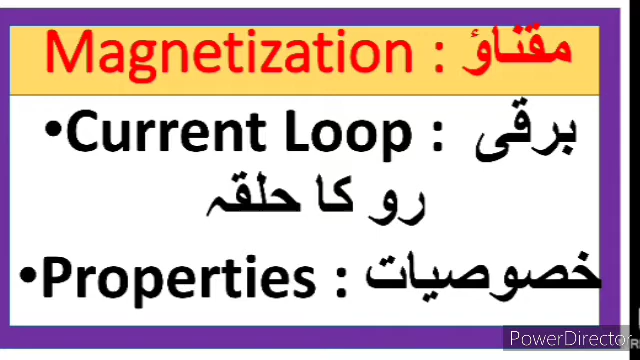 Magnetization : مقناؤ
•Current Loop : برقی
رو کا حلقہ
•Properties : خصوصیات
PowerDirector